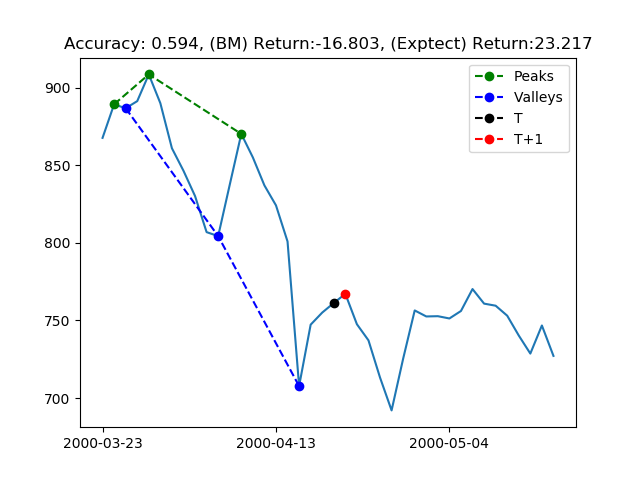 Accuracy: 0.594, (BM) Return:-16.803, (Exptect) Return:23.217
900
850
800
750
700
2000-03-23
2000-04-13
2000-05-04
Peaks
Valleys
T
T+1